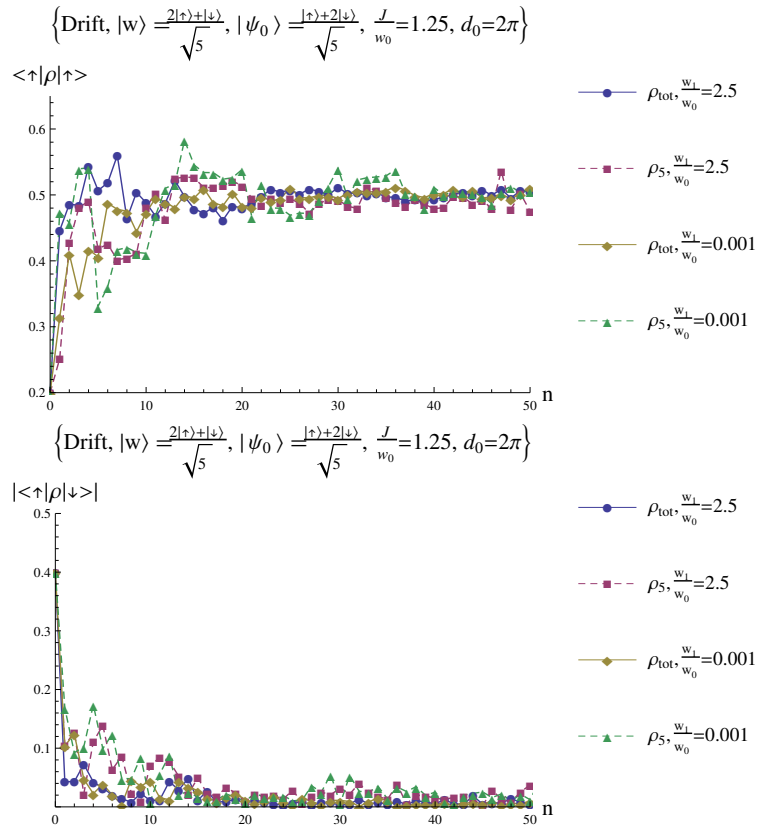 {Drift, |w⟩ = 2|↑⟩+|↓⟩/√5, |ψ₀⟩ = |↑⟩+2|↓⟩/√5, J/w₀=1.25, d₀=2π}
<↑|ρ|↑>
0.6
0.5
0.4
0.3
0.2
0 10 20 30 40 50 n
ρtot, w₁/w₀=2.5
ρ₅, w₁/w₀=2.5
ρtot, w₁/w₀=0.001
ρ₅, w₁/w₀=0.001
{Drift, |w⟩ = 2|↑⟩+|↓⟩/√5, |ψ₀⟩ = |↑⟩+2|↓⟩/√5, J/w₀=1.25, d₀=2π}
|<↑|ρ|↓>|
0.5
0.4
0.3
0.2
0.1
0 10 20 30 40 50 n
ρtot, w₁/w₀=2.5
ρ₅, w₁/w₀=2.5
ρtot, w₁/w₀=0.001
ρ₅, w₁/w₀=0.001